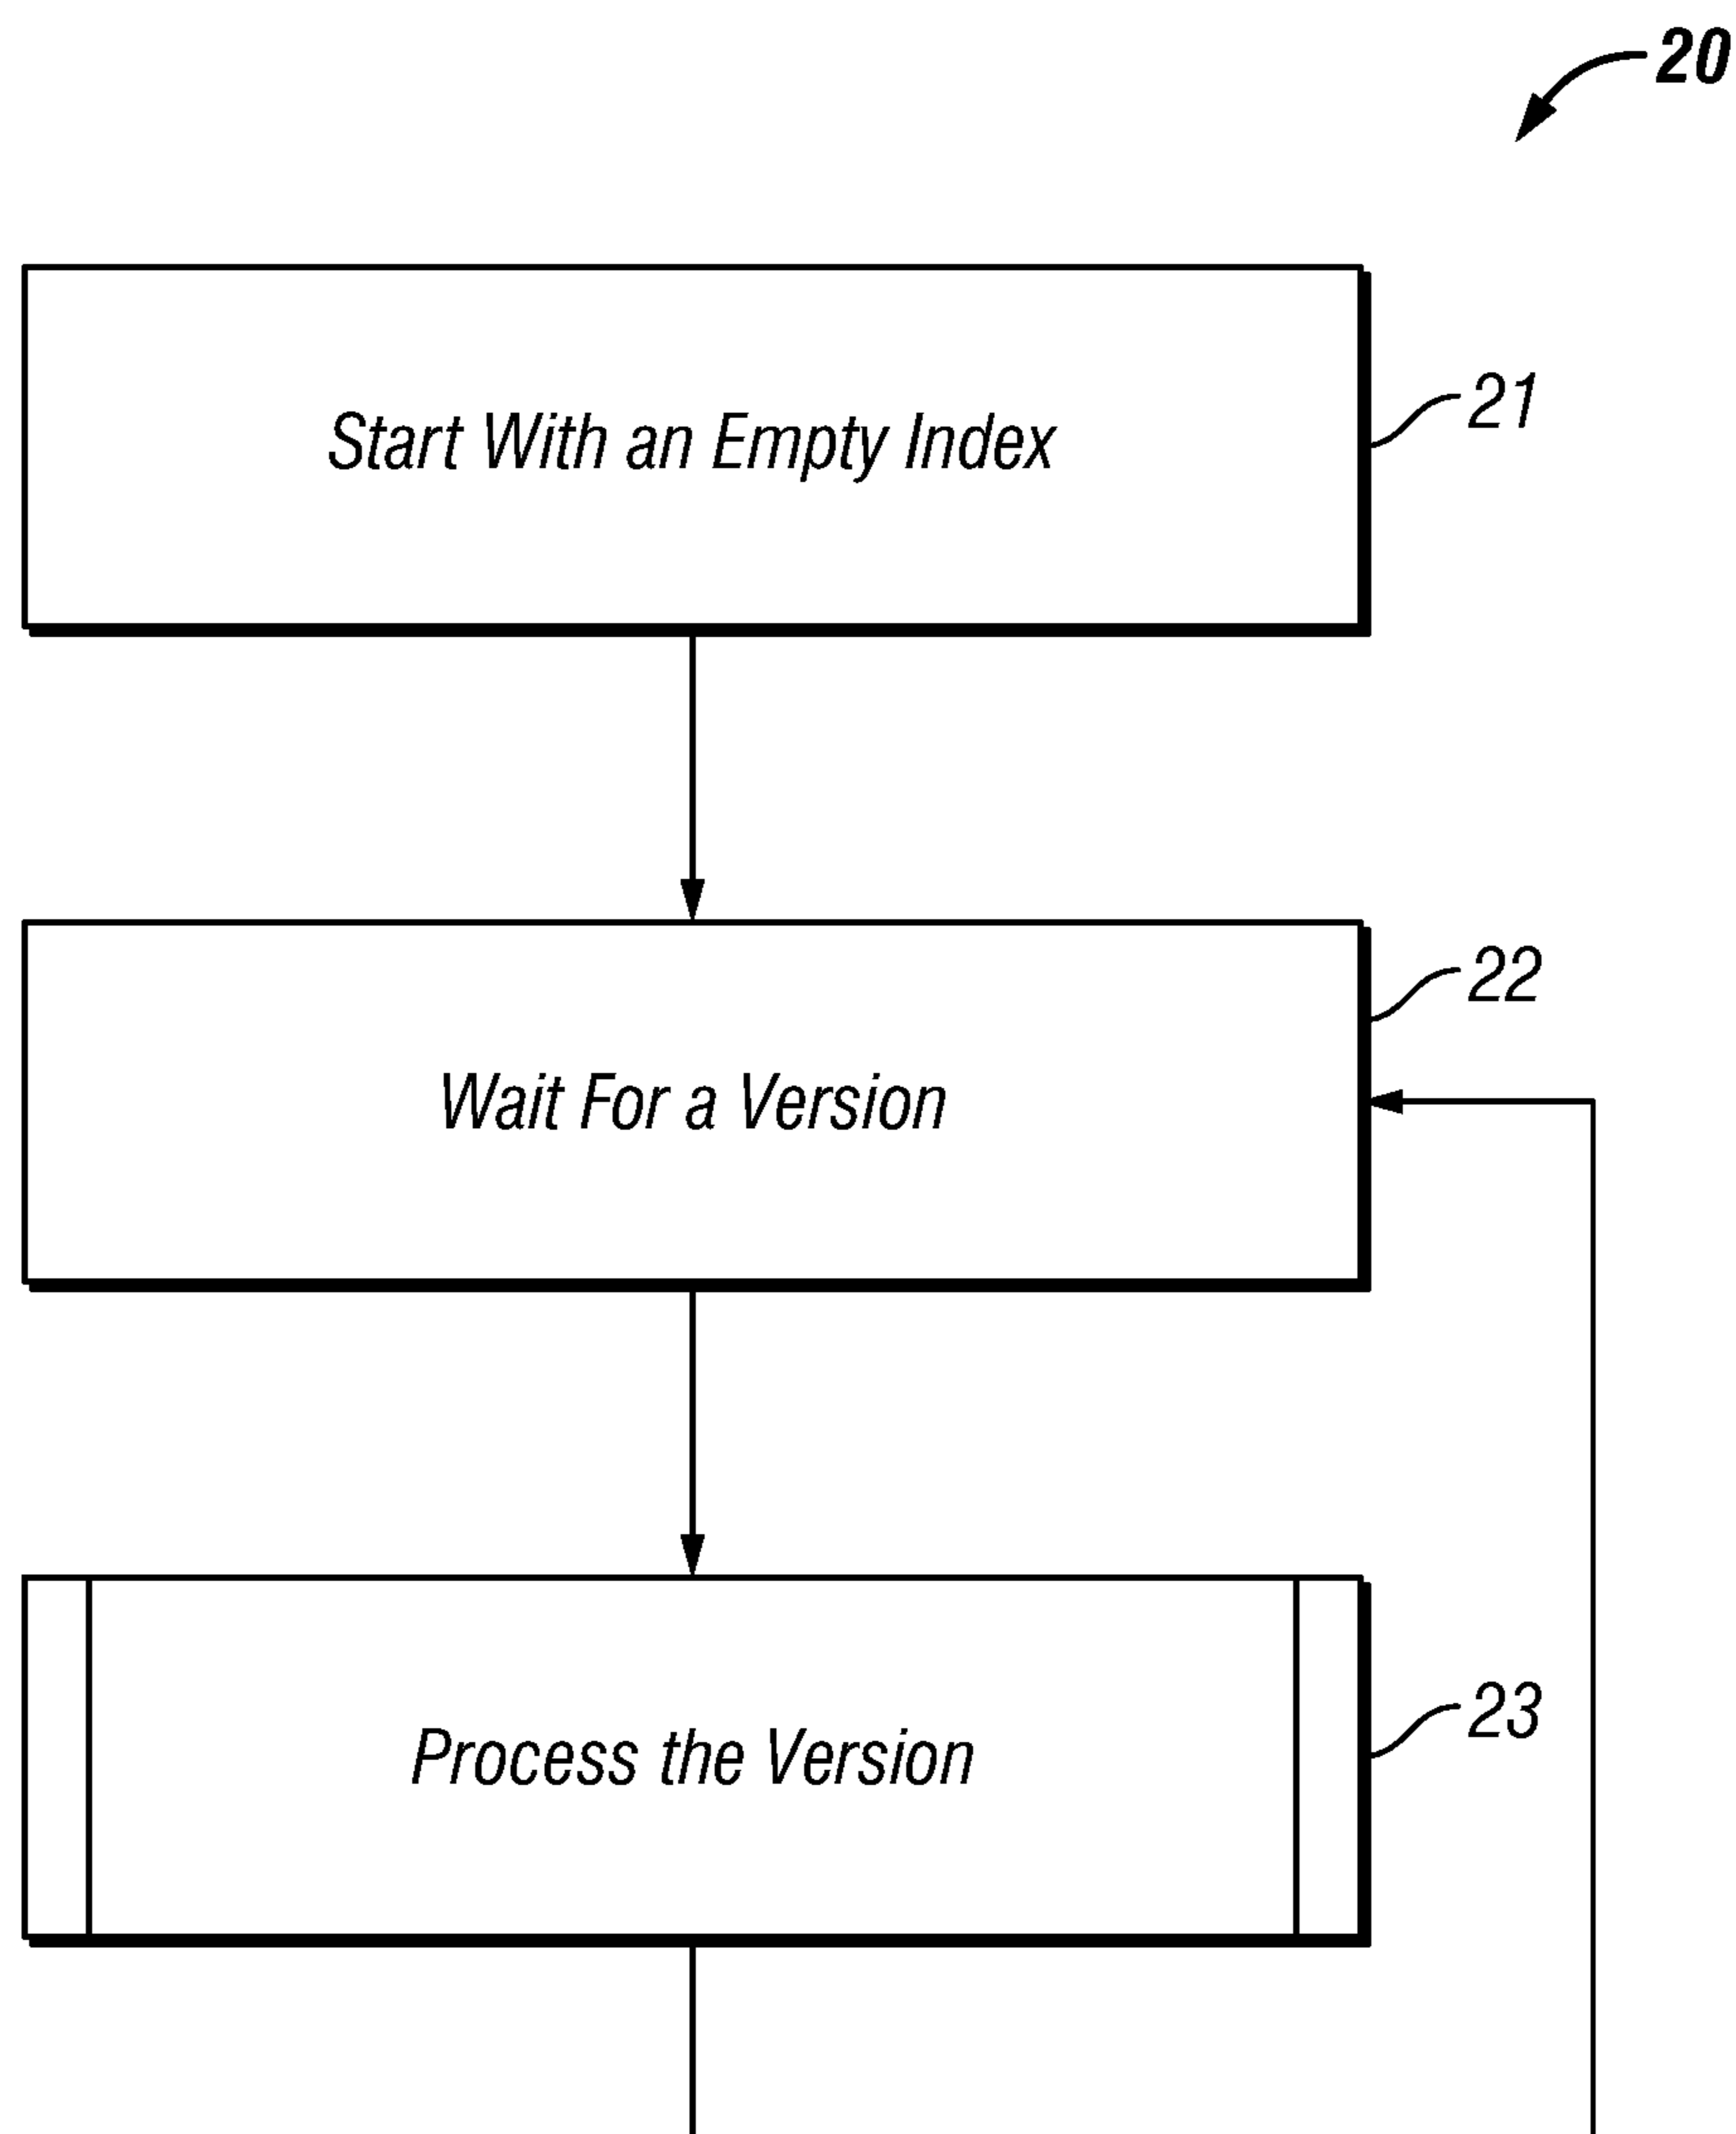 20
Start With an Empty Index
21
22
Wait For a Version
23
Process the Version